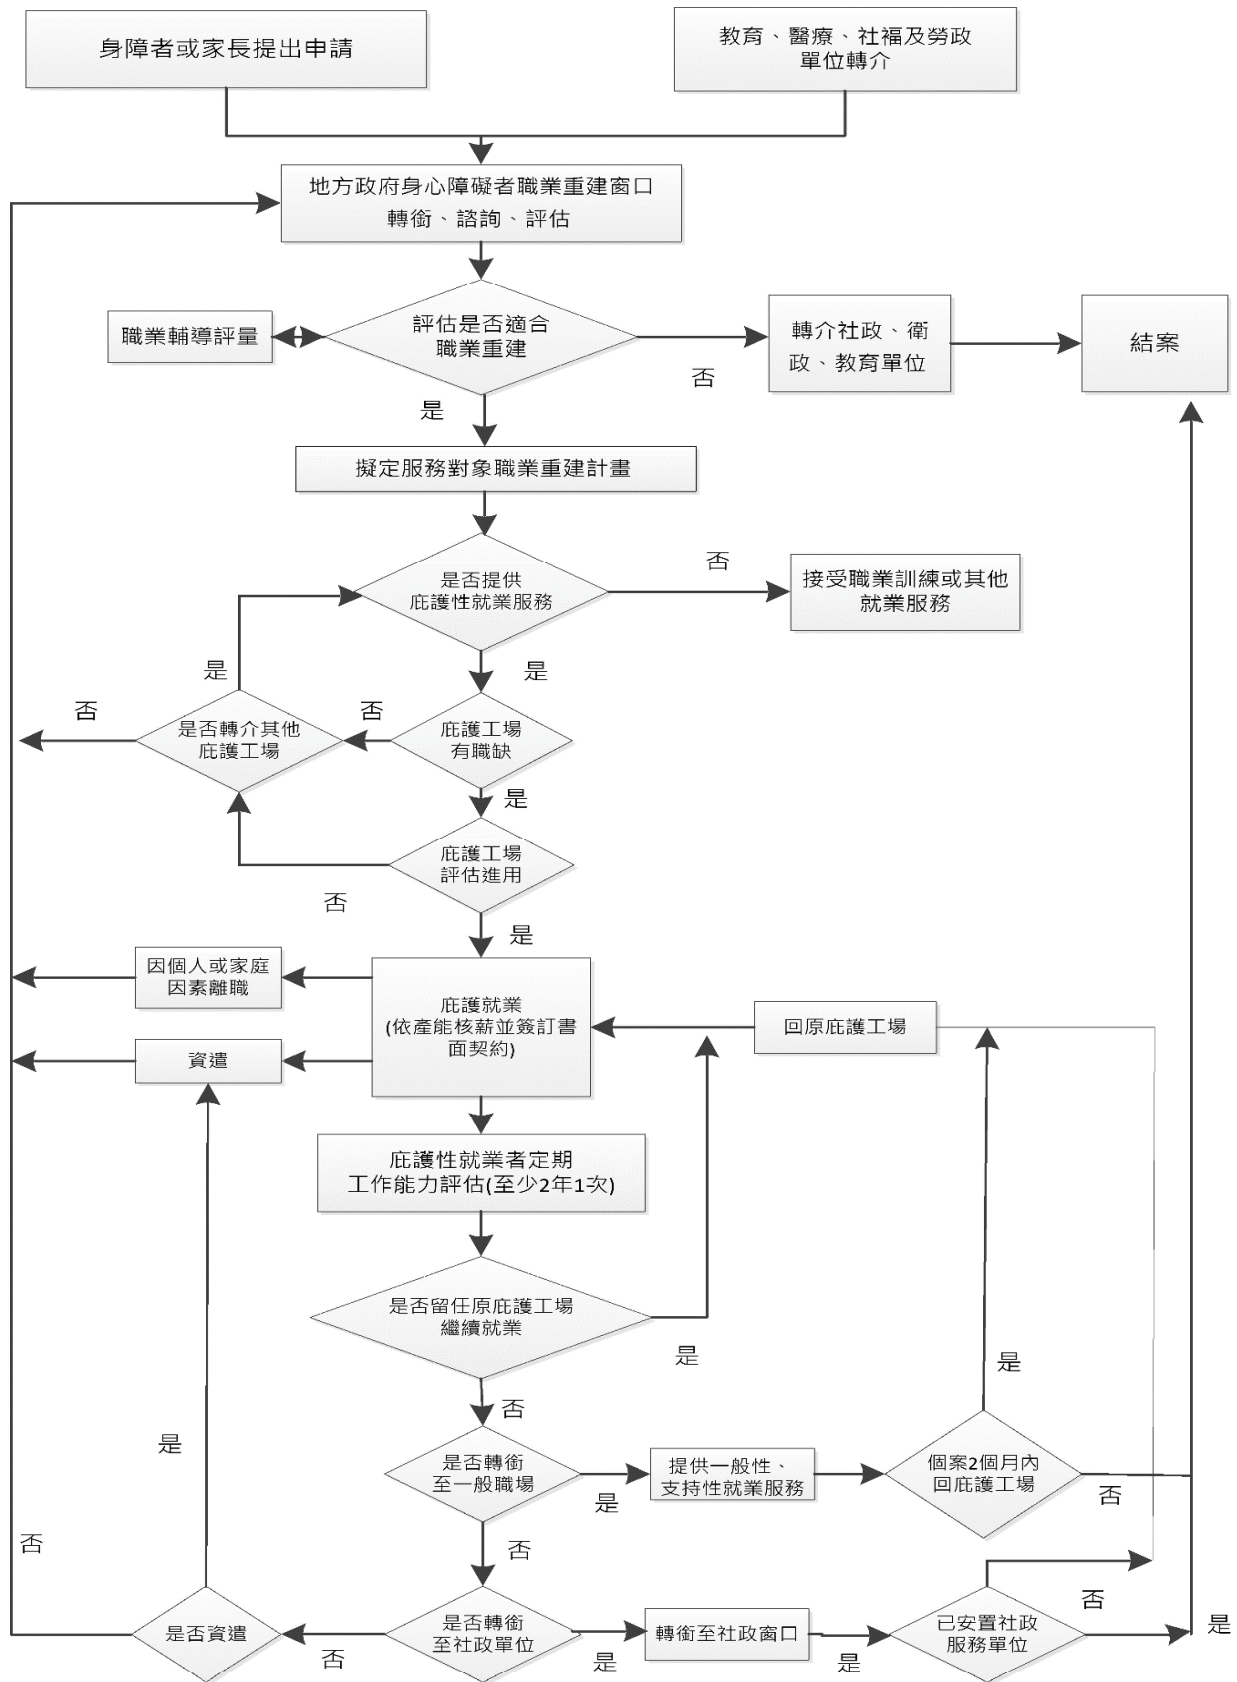 身障者或家長提出申請
教育、醫療、社福及勞政
單位轉介
地方政府身心障礙者職業重建窗口
轉銜、諮詢、評估
職業輔導評量
評估是否適合
職業重建
否
轉介社政、衛
政、教育單位
結案
是
擬定服務對象職業重建計畫
是否提供
庇護性就業服務
否
接受職業訓練或其他
就業服務
是
是
否
是否轉介其他
庇護工場
否
庇護工場
有職缺
是
庇護工場
評估進用
否
是
因個人或家庭
因素離職
庇護就業
(依產能核薪並簽訂書
面契約)
回原庇護工場
資遣
庇護性就業者定期
工作能力評估(至少2年1次)
是否留任原庇護工場
繼續就業
是
是
否
是
是否轉銜
至一般職場
是
提供一般性、
支持性就業服務
個案2個月內
回庇護工場
否
否
否
是否資遣
否
是否轉銜
至社政單位
是
轉銜至社政窗口
是
已安置社政
服務單位
否
是